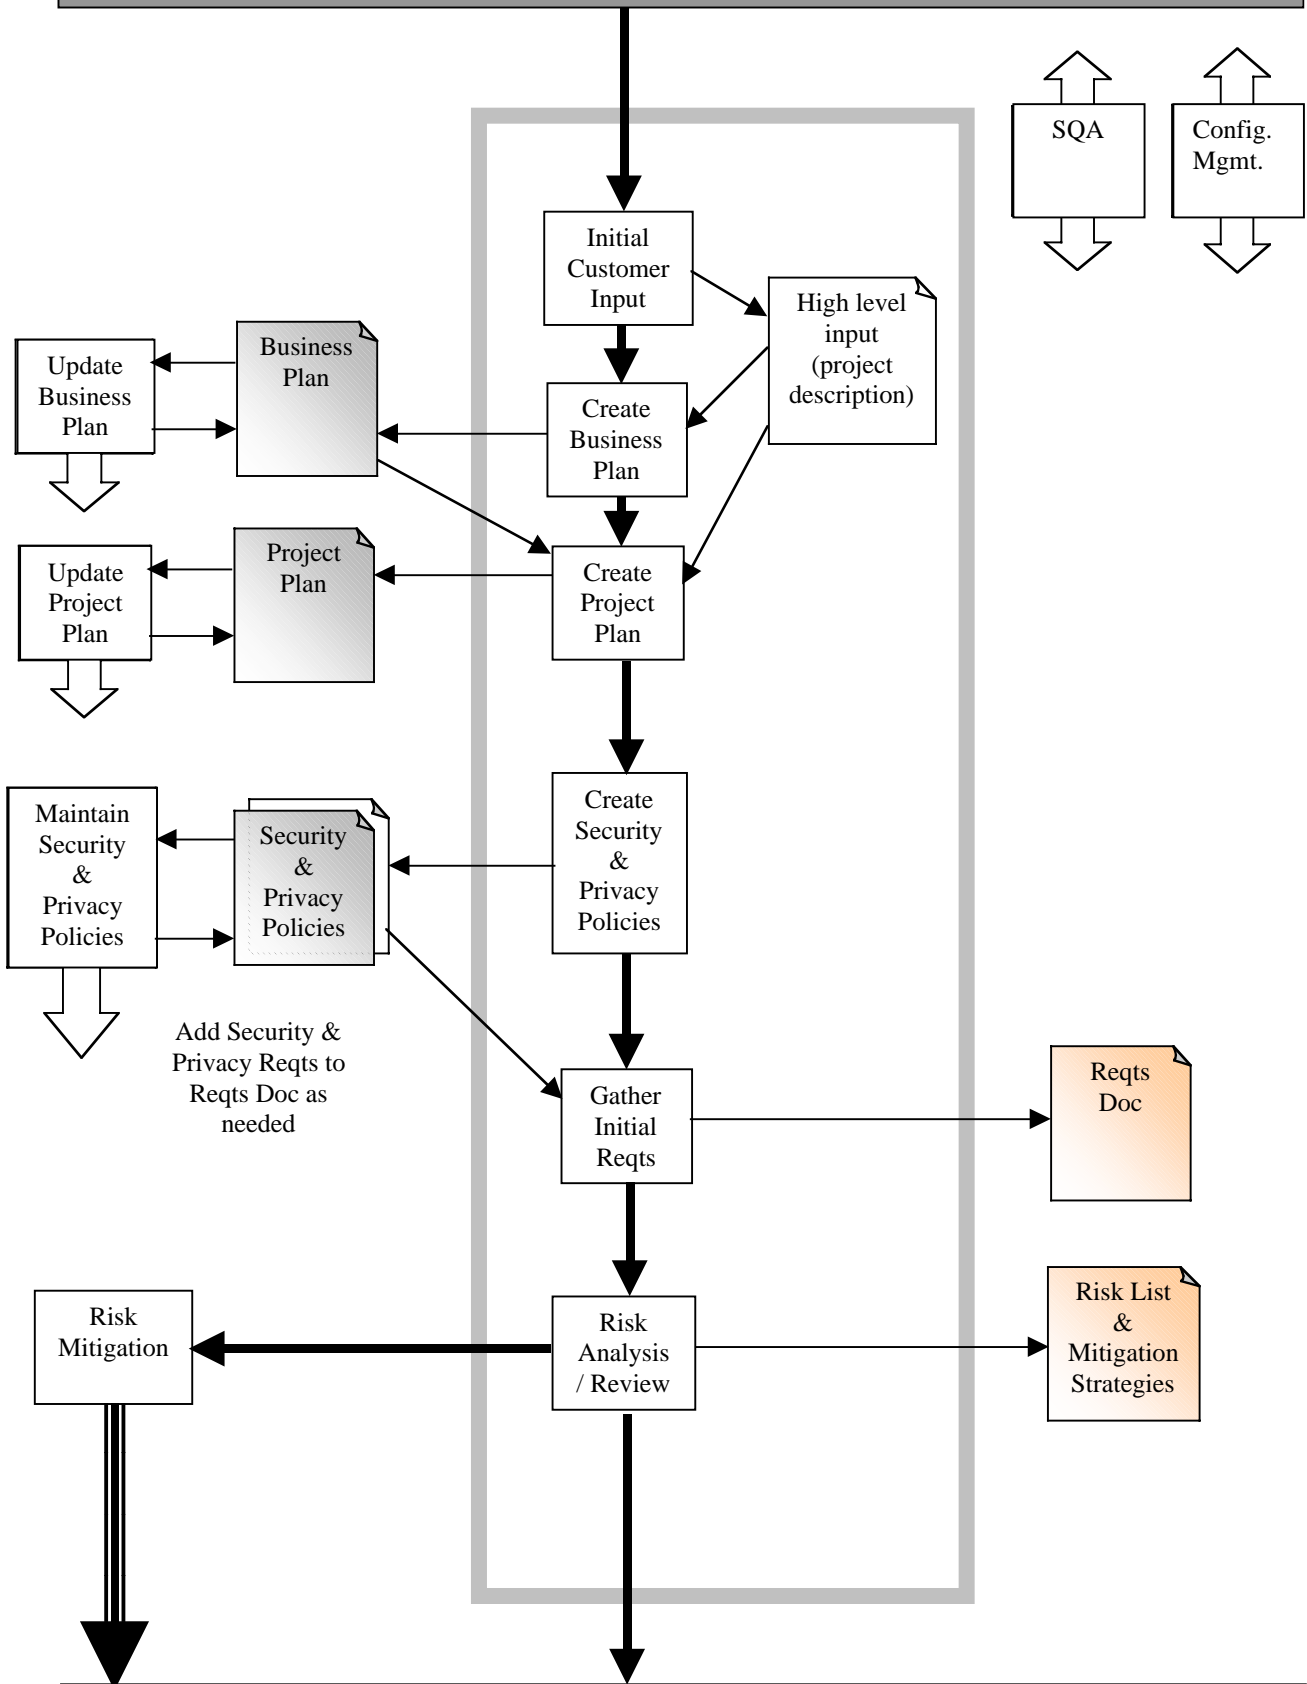 SQA
Config.
Mgmt.
Initial
Customer
Input
High level
input
(project
description)
Business
Plan
Update
Business
Plan
Create
Business
Plan
Project
Plan
Update
Project
Plan
Create
Project
Plan
Maintain
Security
&
Privacy
Policies
Security
&
Privacy
Policies
Create
Security
&
Privacy
Policies
Add Security &
Privacy Reqts to
Reqts Doc as
needed
Gather
Initial
Reqts
Reqts
Doc
Risk
Mitigation
Risk
Analysis
/ Review
Risk List
&
Mitigation
Strategies